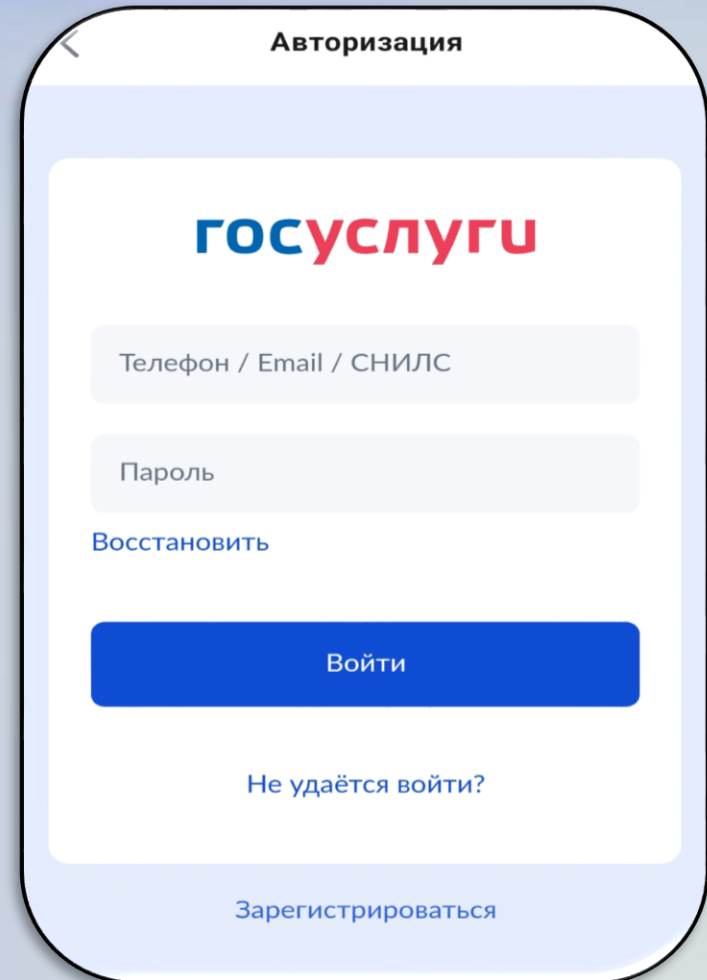 Авторизация
госуслуги
Телефон / Email / СНИЛС
Пароль
Восстановить
Войти
Не удаётся войти?
Зарегистрироваться